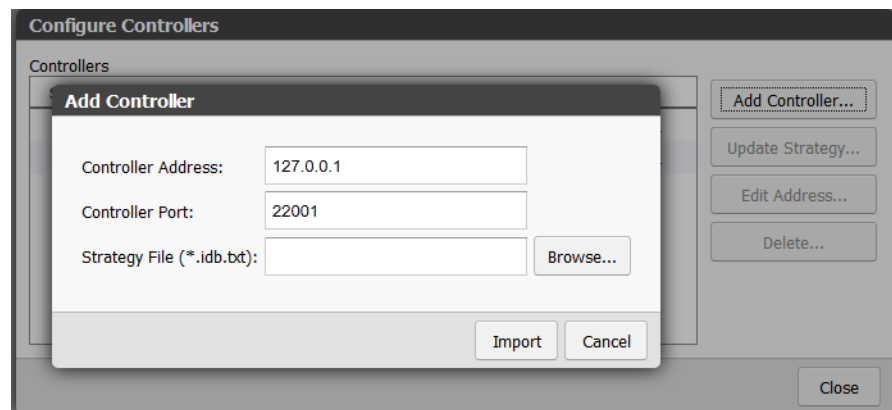 Configure Controllers
Controllers
Add Controller
Add Controller...
Controller Address: 127.0.0.1
Update Strategy...
Controller Port: 22001
Edit Address...
Strategy File (*.idb.txt): Browse...
Delete...
Import Cancel
Close